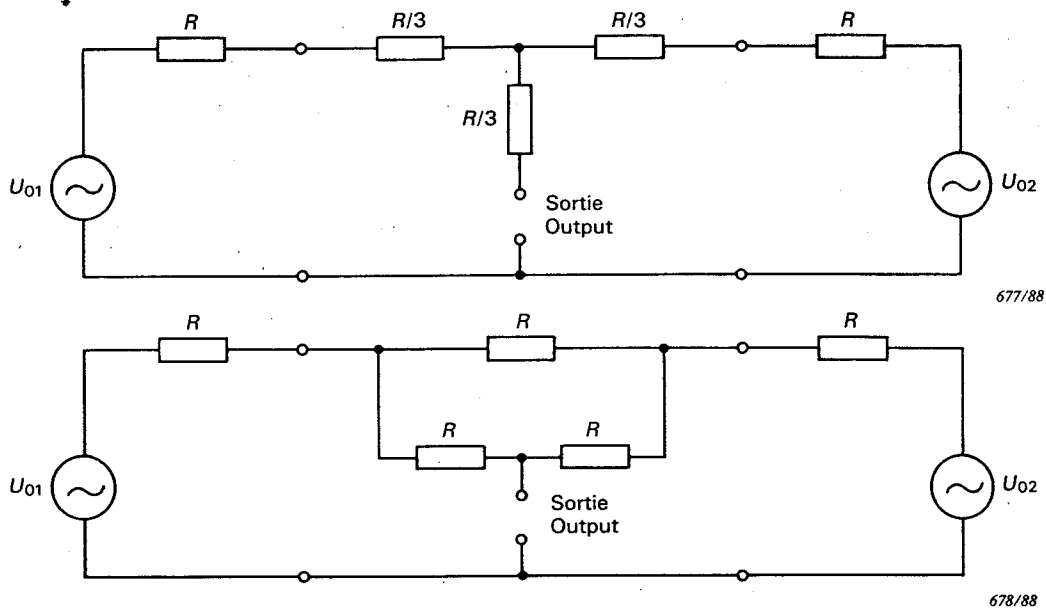 R
R/3
R/3
R
R/3
U01
U02
Sortie
Output
677/88
R
R
R
R
R
U01
U02
Sortie
Output
678/88